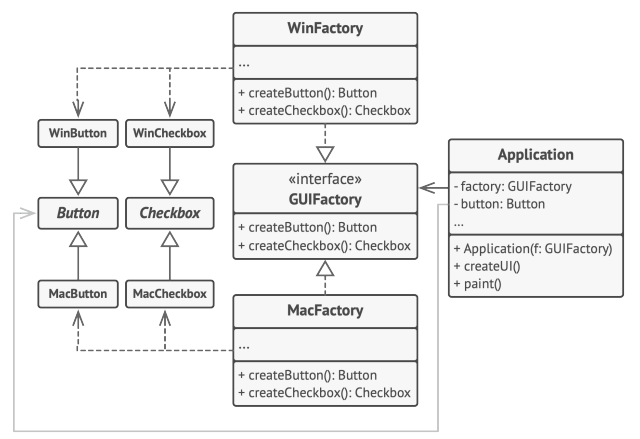 WinFactory
...
+ createButton(): Button
+ createCheckbox(): Checkbox
WinButton
WinCheckbox
Button
Checkbox
MacButton
MacCheckbox
«interface»
GUIFactory
+ createButton(): Button
+ createCheckbox(): Checkbox
Application
- factory: GUIFactory
- button: Button
...
+ Application(f: GUIFactory)
+ createUI()
+ paint()
MacFactory
...
+ createButton(): Button
+ createCheckbox(): Checkbox